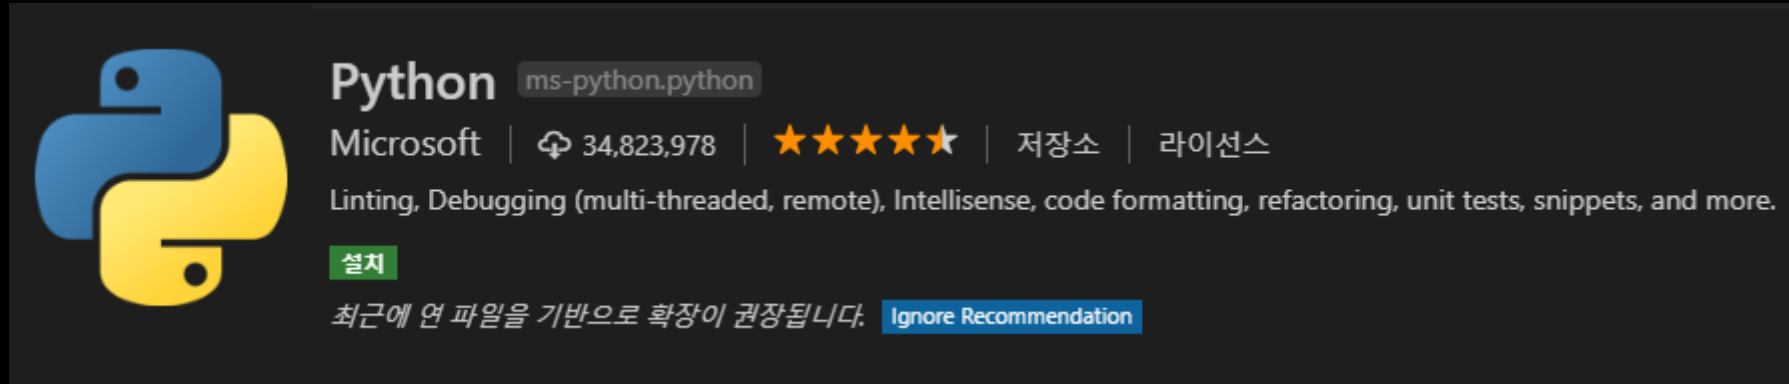 Python ms-python.python
Microsoft | 34,823,978 | 저장소 | 라이선스
Linting, Debugging (multi-threaded, remote), Intellisense, code formatting, refactoring, unit tests, snippets, and more.
설치
최근에 연 파일을 기반으로 확장이 권장됩니다. Ignore Recommendation